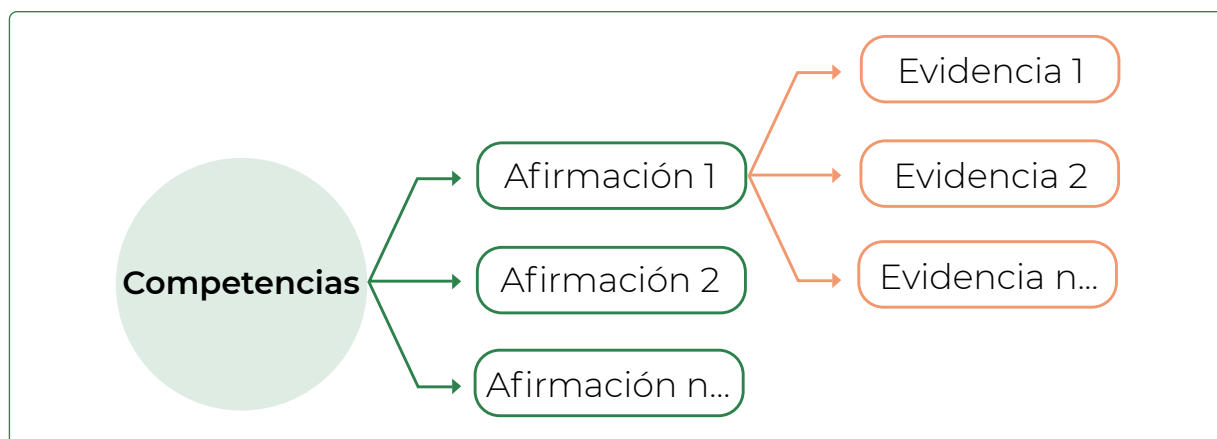 Competencias
Afirmación 1
Afirmación 2
Afirmación n...
Evidencia 1
Evidencia 2
Evidencia n...